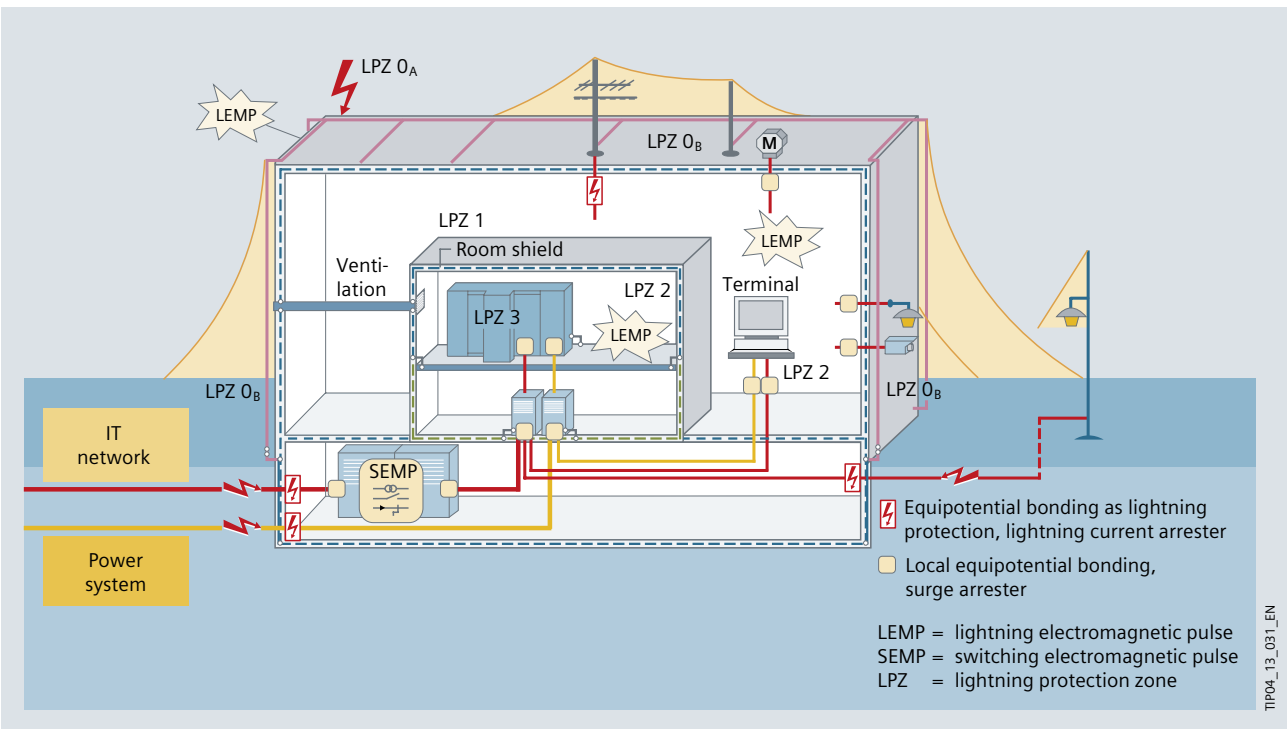 LPZ 0A
LEMP
LPZ 0B
M
LPZ 1
LEMP
Room shield
Venti-
lation
LPZ 2
Terminal
LPZ 3
LEMP
LPZ 2
LPZ 0B
LPZ 0B
IT
network
SEMP
Power
system
Equipotential bonding as lightning
protection, lightning current arrester
Local equipotential bonding,
surge arrester
LEMP = lightning electromagnetic pulse
SEMP = switching electromagnetic pulse
LPZ = lightning protection zone
TIP04_13_031_EN